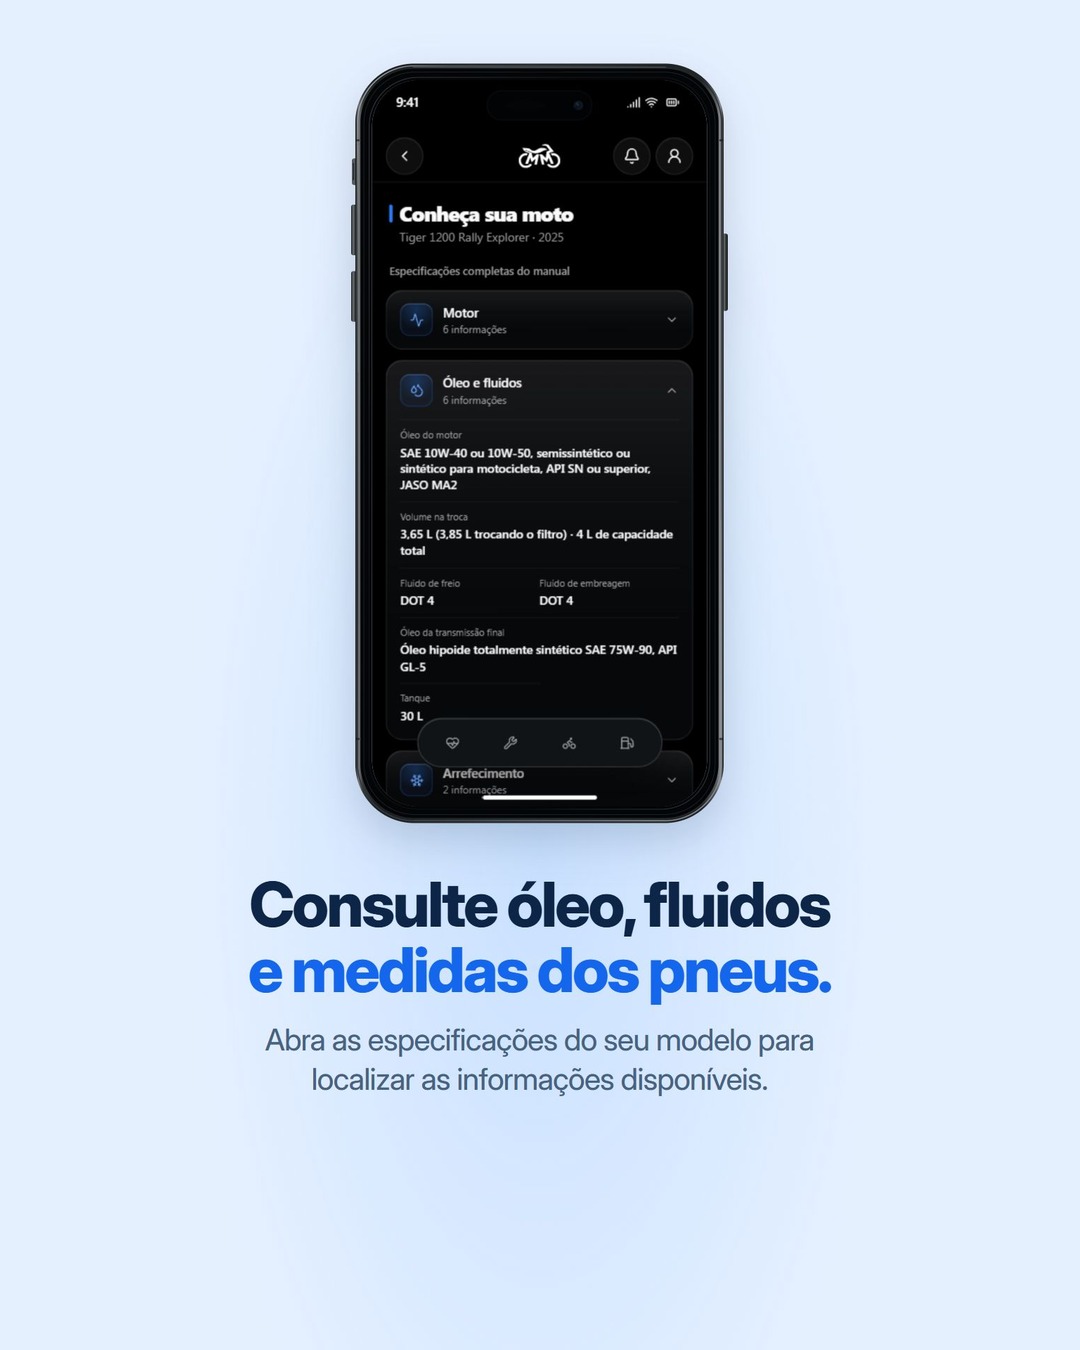 9:41
MM
Conheça sua moto
Tiger 1200 Rally Explorer · 2025
Especificações completas do manual
Motor
6 informações
Óleo e fluidos
6 informações
Óleo do motor
SAE 10W-40 ou 10W-50, semissintético ou
sintético para motocicleta, API SN ou superior,
JASO MA2
Volume na troca
3,65 L (3,85 L trocando o filtro) · 4 L de capacidade
total
Fluido de freio
Fluido de embreagem
DOT 4
DOT 4
Óleo da transmissão final
Óleo hipoide totalmente sintético SAE 75W-90, API
GL-5
Tanque
30 L
Arrefecimento
2 informações
Consulte óleo, fluidos
e medidas dos pneus.
Abra as especificações do seu modelo para
localizar as informações disponíveis.